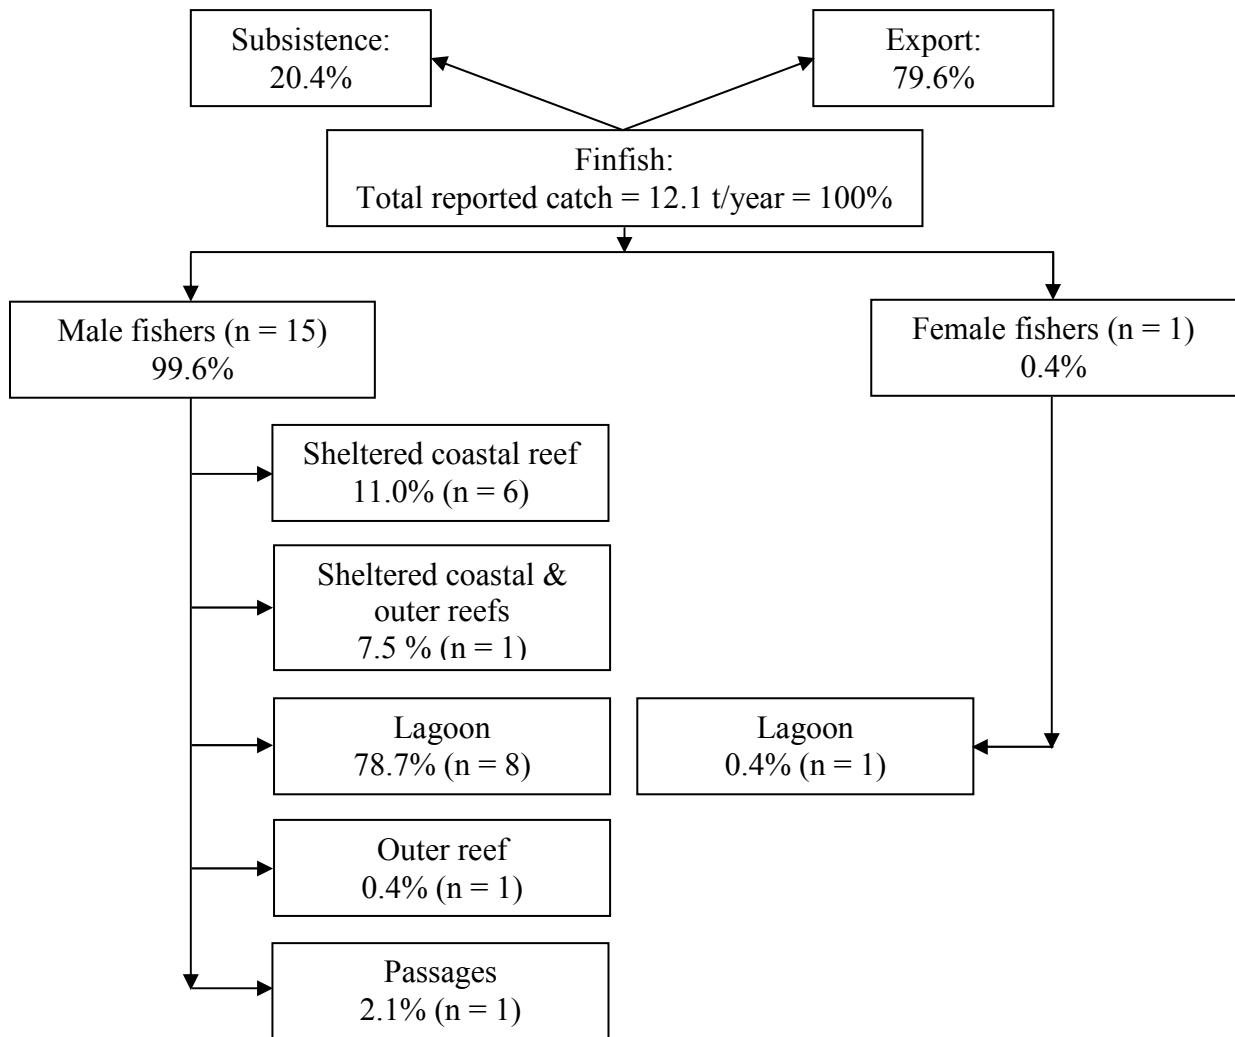 Subsistence:
20.4%
Export:
79.6%
Finfish:
Total reported catch = 12.1 t/year = 100%
Male fishers (n = 15)
99.6%
Female fishers (n = 1)
0.4%
Sheltered coastal reef
11.0% (n = 6)
Sheltered coastal &
outer reefs
7.5 % (n = 1)
Lagoon
78.7% (n = 8)
Lagoon
0.4% (n = 1)
Outer reef
0.4% (n = 1)
Passages
2.1% (n = 1)